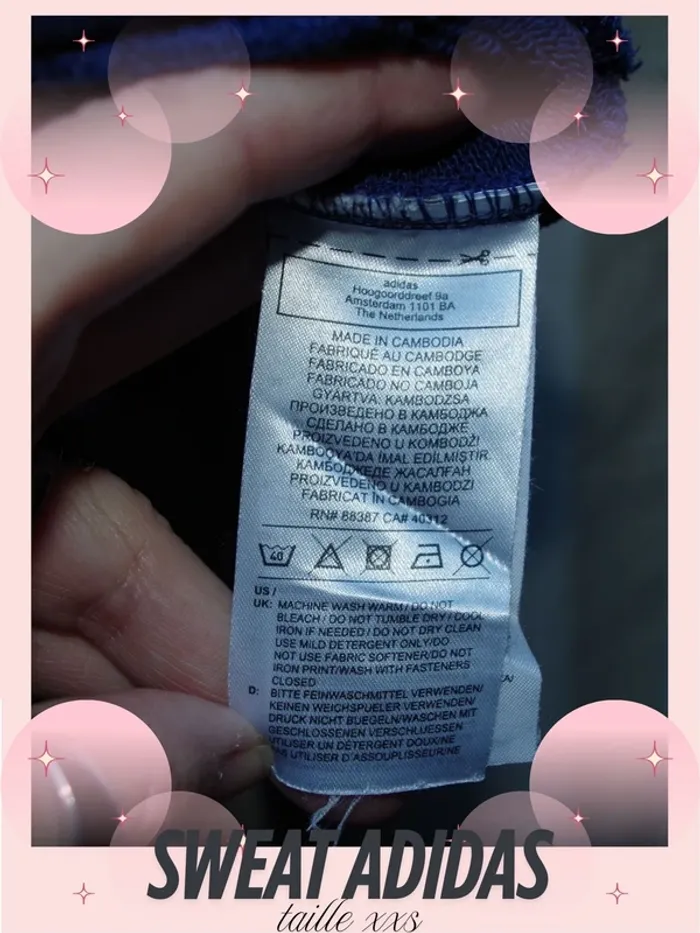 adidas
Hougoorddreef 9a
Amsterdam 1101 BA
The Netherlands
MADE IN CAMBODIA
FABRIQUÉ AU CAMBODGE
FABRICADO EN CAMBOYA
FABRICADO NO CAMBOJA
GYÁRTVA: KAMBODZSA
ПРОИЗВЕДЕНО В КАМБОДЖА
СДЕЛАНО В КАМБОДЖЕ
PROIZVEDENO U KOMBODŽI
KAMBOÇYA'DA İMAL EDİLMİŞTİR
КАМБОДЖЕДЕ ЖАСАЛҒАН
PROIZVEDENO U KAMBODZI
FABRICAT ÎN CAMBOGIA
RN# 88387 CA# 40312
40
US /
UK: MACHINE WASH WARM / DO NOT
BLEACH / DO NOT TUMBLE DRY / COOL
IRON IF NEEDED / DO NOT DRY CLEAN
USE MILD DETERGENT ONLY/DO
NOT USE FABRIC SOFTENER/DO NOT
IRON PRINT/WASH WITH FASTENERS
CLOSED
D: BITTE FEINWASCHMITTEL VERWENDEN/
KEINEN WEICHSPUELER VERWENDEN/
DRUCK NICHT BUEGELN/WASCHEN MIT
GESCHLOSSENEN VERSCHLUESSEN
UTILISER UN DÉTERGENT DOUX/NE
PAS UTILISER D'ASSOUPLISSEUR/NE
SWEAT ADIDAS
taille xxs